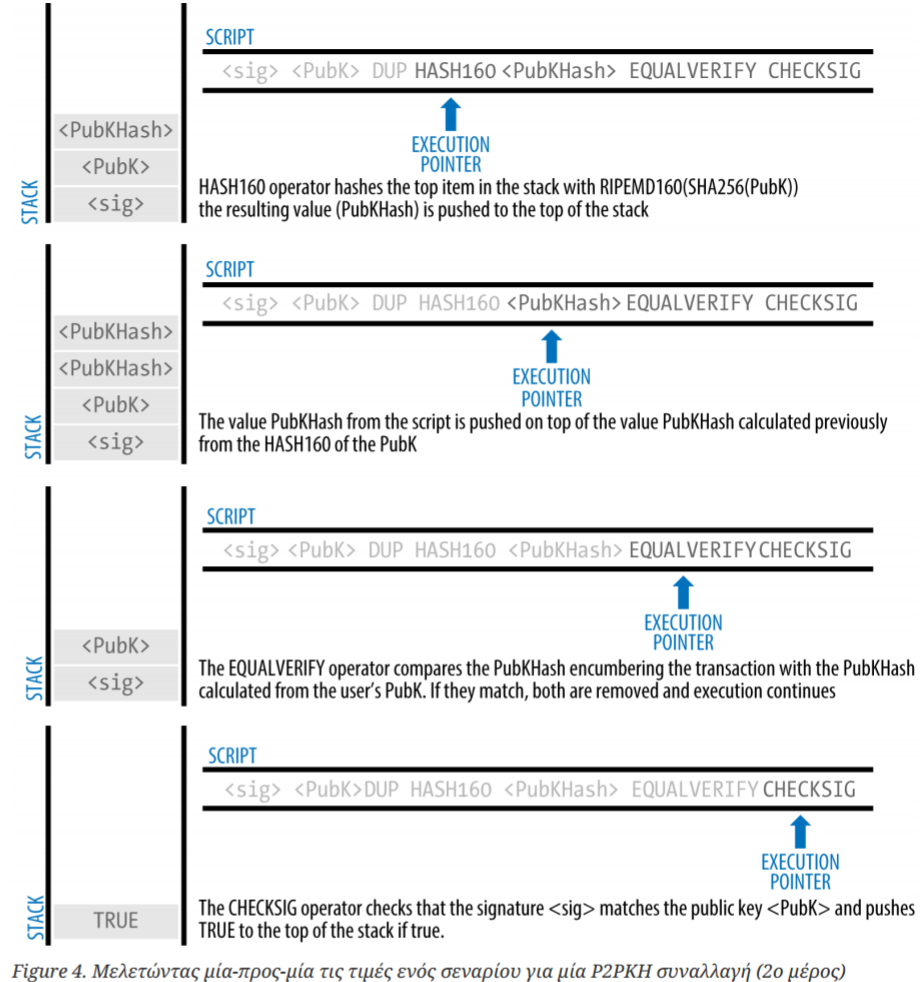 SCRIPT
<sig> <PubK> DUP HASH160 <PubKHash> EQUALVERIFY CHECKSIG
EXECUTION
POINTER
STACK
<PubKHash>
<PubK>
<sig>
HASH160 operator hashes the top item in the stack with RIPEMD160(SHA256(PubK))
the resulting value (PubKHash) is pushed to the top of the stack
SCRIPT
<sig> <PubK> DUP HASH160 <PubKHash> EQUALVERIFY CHECKSIG
EXECUTION
POINTER
STACK
<PubKHash>
<PubKHash>
<PubK>
<sig>
The value PubKHash from the script is pushed on top of the value PubKHash calculated previously
from the HASH160 of the PubK
SCRIPT
<sig> <PubK> DUP HASH160 <PubKHash> EQUALVERIFY CHECKSIG
EXECUTION
POINTER
STACK
<PubK>
<sig>
The EQUALVERIFY operator compares the PubKHash encumbering the transaction with the PubKHash
calculated from the user's PubK. If they match, both are removed and execution continues
SCRIPT
<sig> <PubK> DUP HASH160 <PubKHash> EQUALVERIFY CHECKSIG
EXECUTION
POINTER
STACK
TRUE
The CHECKSIG operator checks that the signature <sig> matches the public key <PubK> and pushes
TRUE to the top of the stack if true.
Figure 4. Μελετώντας μία-προς-μία τις τιμές ενός σεναρίου για μία P2PKH συναλλαγή (2ο μέρος)